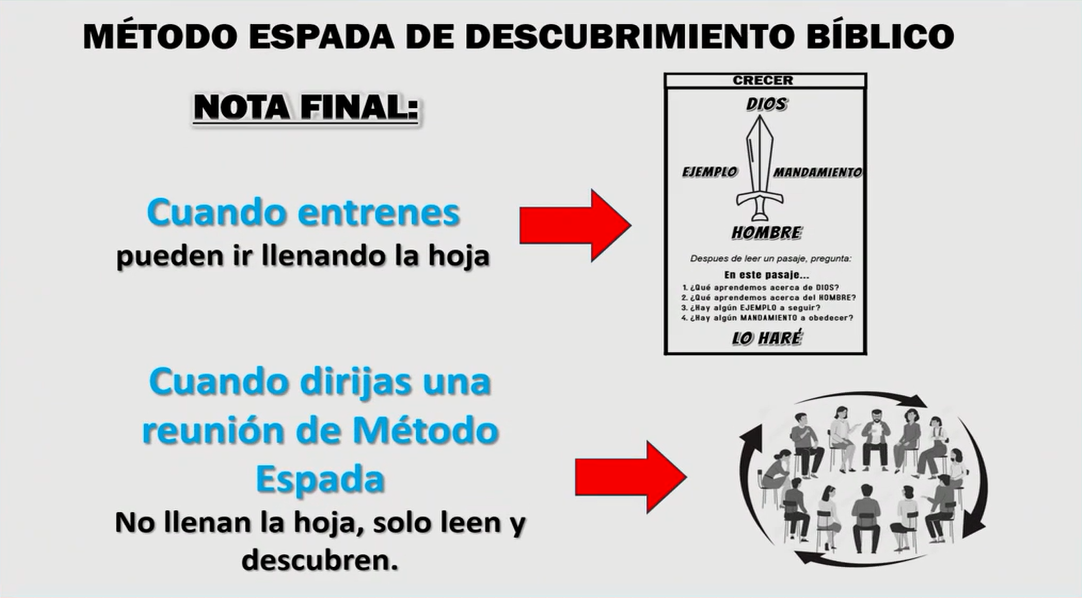 MÉTODO ESPADA DE DESCUBRIMIENTO BÍBLICO
NOTA FINAL:
Cuando entrenes
pueden ir llenando la hoja
CRECER
DIOS
EJEMPLO
MANDAMIENTO
HOMBRE
Despues de leer un pasaje, pregunta:
En este pasaje...
1. ¿Qué aprendemos acerca de DIOS?
2. ¿Qué aprendemos acerca del HOMBRE?
3. ¿Hay algún EJEMPLO a seguir?
4. ¿Hay algún MANDAMIENTO a obedecer?
LO HARÉ
Cuando dirijas una
reunión de Método
Espada
No llenan la hoja, solo leen y
descubren.